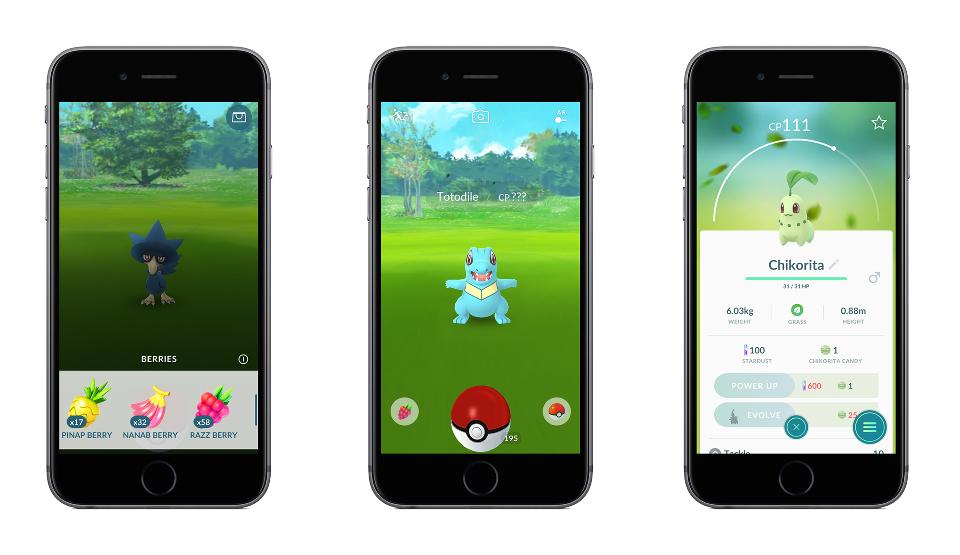 BERRIES
x17
x32
x58
PINAP BERRY
NANAB BERRY
RAZZ BERRY
AR
Totodile / CP ???
195
CP111
Chikorita
31 / 31 HP
6.03kg
0.88m
WEIGHT
GRASS
HEIGHT
100
1
STARDUST
CHIKORITA CANDY
POWER UP
600
1
EVOLVE
25
Tackle
10